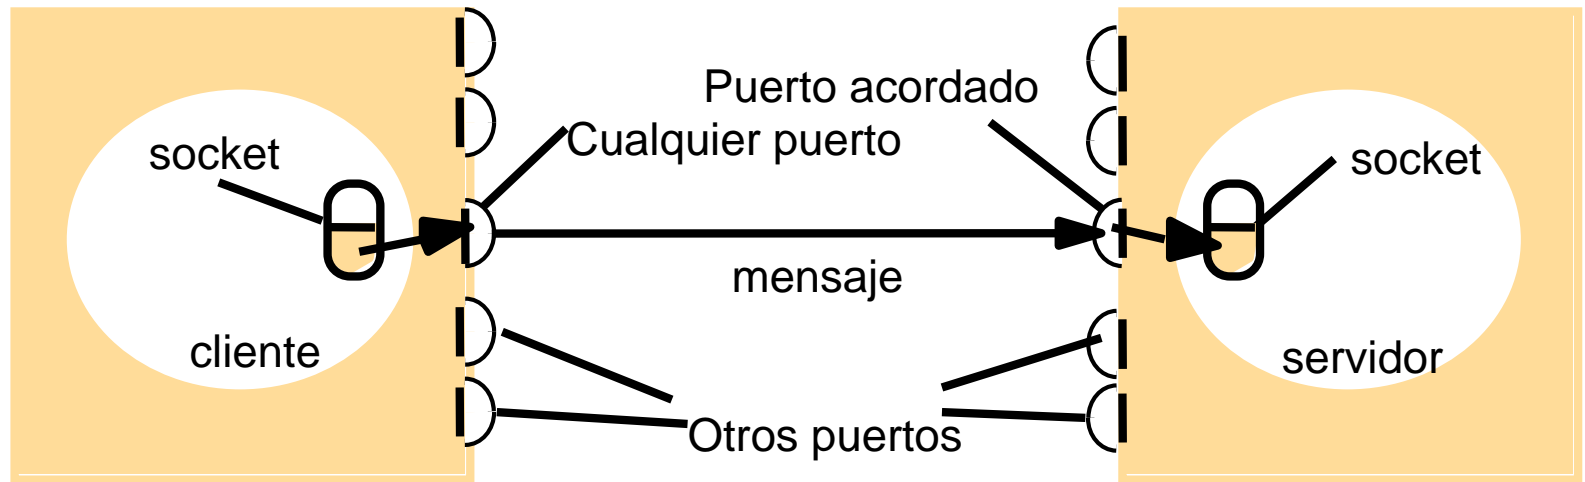 Puerto acordado
Cualquier puerto
socket
socket
mensaje
cliente
servidor
Otros puertos